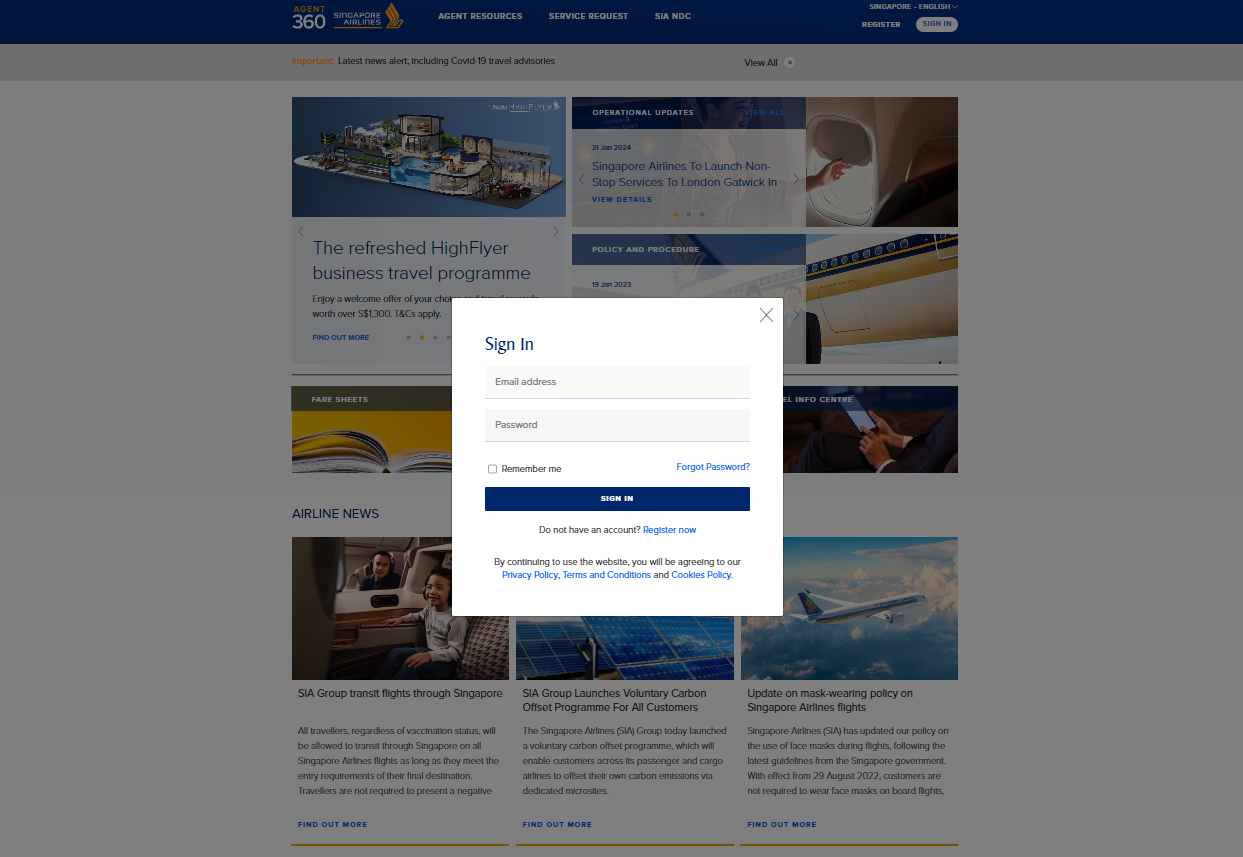 AGENT
360
SINGAPORE
AIRLINES
AGENT RESOURCES
SERVICE REQUEST
SIA NDC
SINGAPORE - ENGLISH
REGISTER
SIGN IN
Important: Latest news alert; including Covid-19 travel advisories
View All
HIGHFLYER
The refreshed HighFlyer
business travel programme
Enjoy a welcome offer of your choice and travel rewards
worth over S$1,300. T&Cs apply.
FIND OUT MORE
OPERATIONAL UPDATES
VIEW ALL
31 Jan 2024
Singapore Airlines To Launch Non-
Stop Services To London Gatwick In
VIEW DETAILS
POLICY AND PROCEDURE
19 Jan 2023
Sign In
Email address
Password
Remember me
Forgot Password?
SIGN IN
Do not have an account? Register now
By continuing to use the website, you will be agreeing to our
Privacy Policy, Terms and Conditions and Cookies Policy.
FARE SHEETS
EL INFO CENTRE
AIRLINE NEWS
SIA Group transit flights through Singapore
All travellers, regardless of vaccination status, will
be allowed to transit through Singapore on all
Singapore Airlines flights as long as they meet the
entry requirements of their final destination.
Travellers are not required to present a negative
FIND OUT MORE
SIA Group Launches Voluntary Carbon
Offset Programme For All Customers
The Singapore Airlines (SIA) Group today launched
a voluntary carbon offset programme, which will
enable customers across its passenger and cargo
airlines to offset their own carbon emissions via
dedicated microsites.
FIND OUT MORE
Update on mask-wearing policy on
Singapore Airlines flights
Singapore Airlines (SIA) has updated our policy on
the use of face masks during flights, following the
latest guidelines from the Singapore government.
With effect from 29 August 2022, customers are
not required to wear face masks on board flights,
FIND OUT MORE